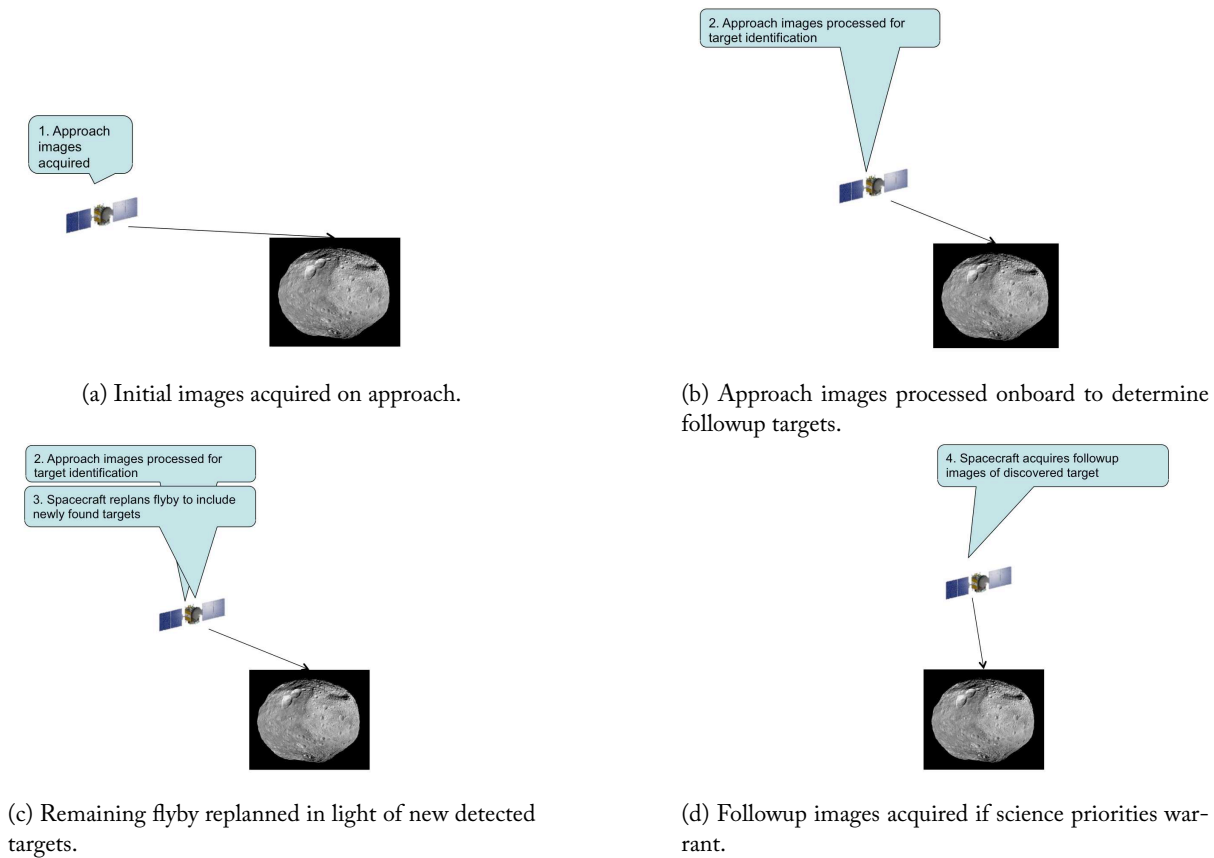 1. Approach
images
acquired
(a) Initial images acquired on approach.
2. Approach images processed for
target identification
(b) Approach images processed onboard to determine
followup targets.
2. Approach images processed for
target identification
3. Spacecraft replans flyby to include
newly found targets
(c) Remaining flyby replanned in light of new detected
targets.
4. Spacecraft acquires followup
images of discovered target
(d) Followup images acquired if science priorities war-
rant.